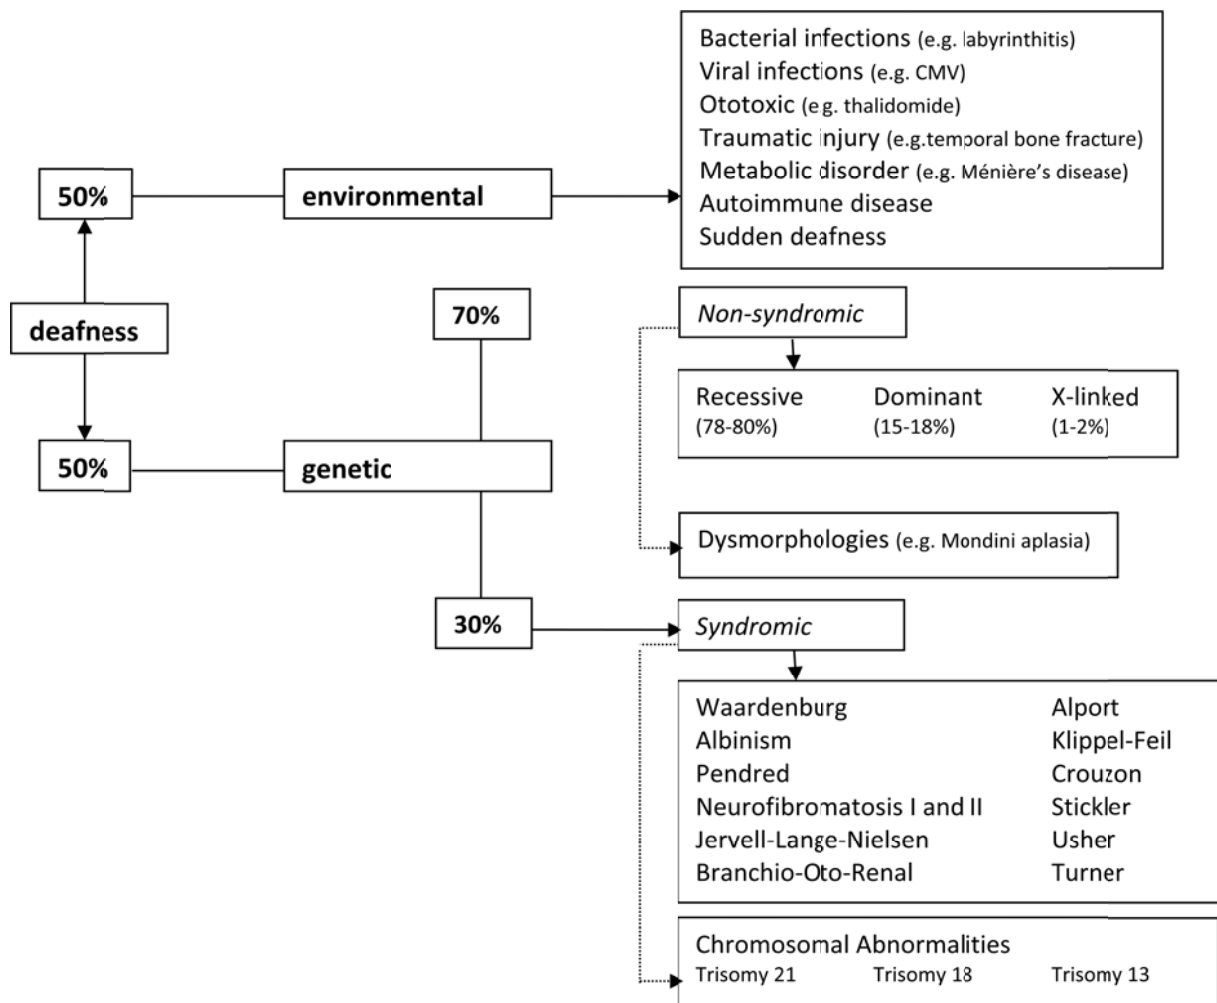 Bacterial infections (e.g. labyrinthitis)
Viral infections (e.g. CMV)
Ototoxic (e.g. thalidomide)
Traumatic injury (e.g.temporal bone fracture)
Metabolic disorder (e.g. Ménière's disease)
Autoimmune disease
Sudden deafness
50%
environmental
deafness
70%
Non-syndromic
Recessive Dominant X-linked
(78-80%) (15-18%) (1-2%)
50%
genetic
Dysmorphologies (e.g. Mondini aplasia)
30%
Syndromic
Waardenburg Alport
Albinism Klippel-Feil
Pendred Crouzon
Neurofibromatosis I and II Stickler
Jervell-Lange-Nielsen Usher
Branchio-Oto-Renal Turner
Chromosomal Abnormalities
Trisomy 21 Trisomy 18 Trisomy 13